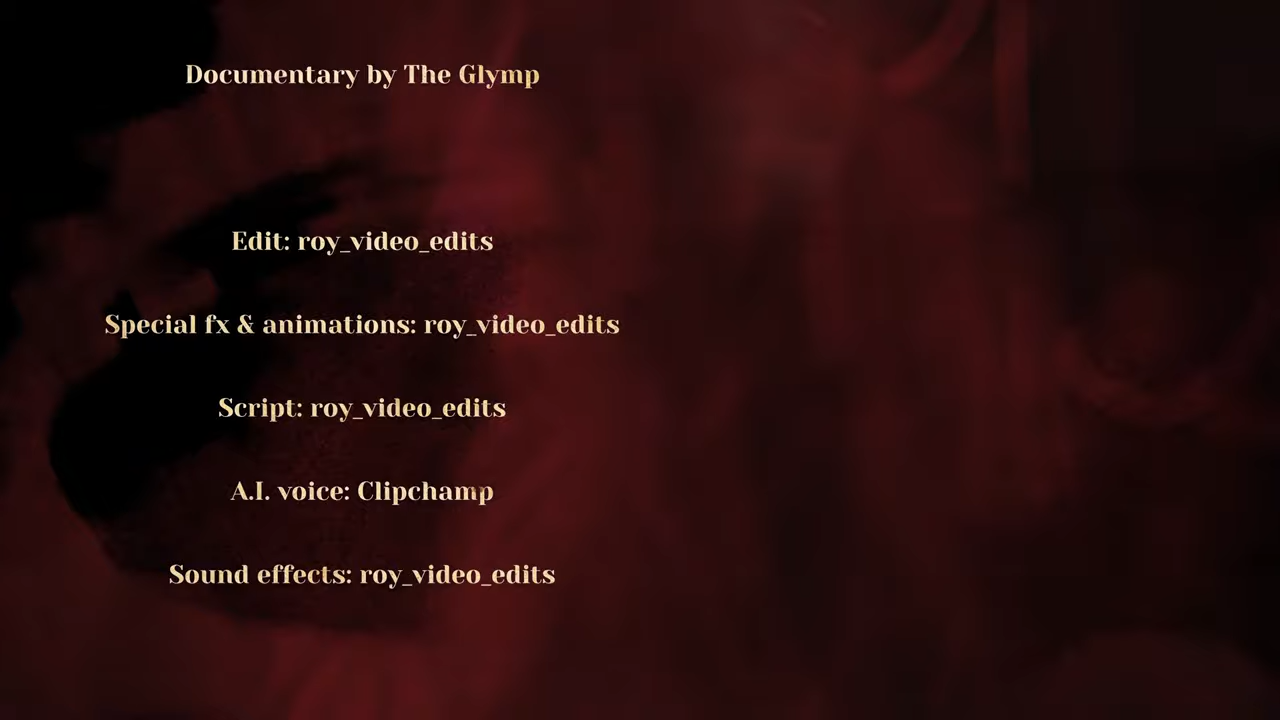 Documentary by The Glymp
Edit: roy_video_edits
Special fx & animations: roy_video_edits
Script: roy_video_edits
A.I. voice: Clipchamp
Sound effects: roy_video_edits